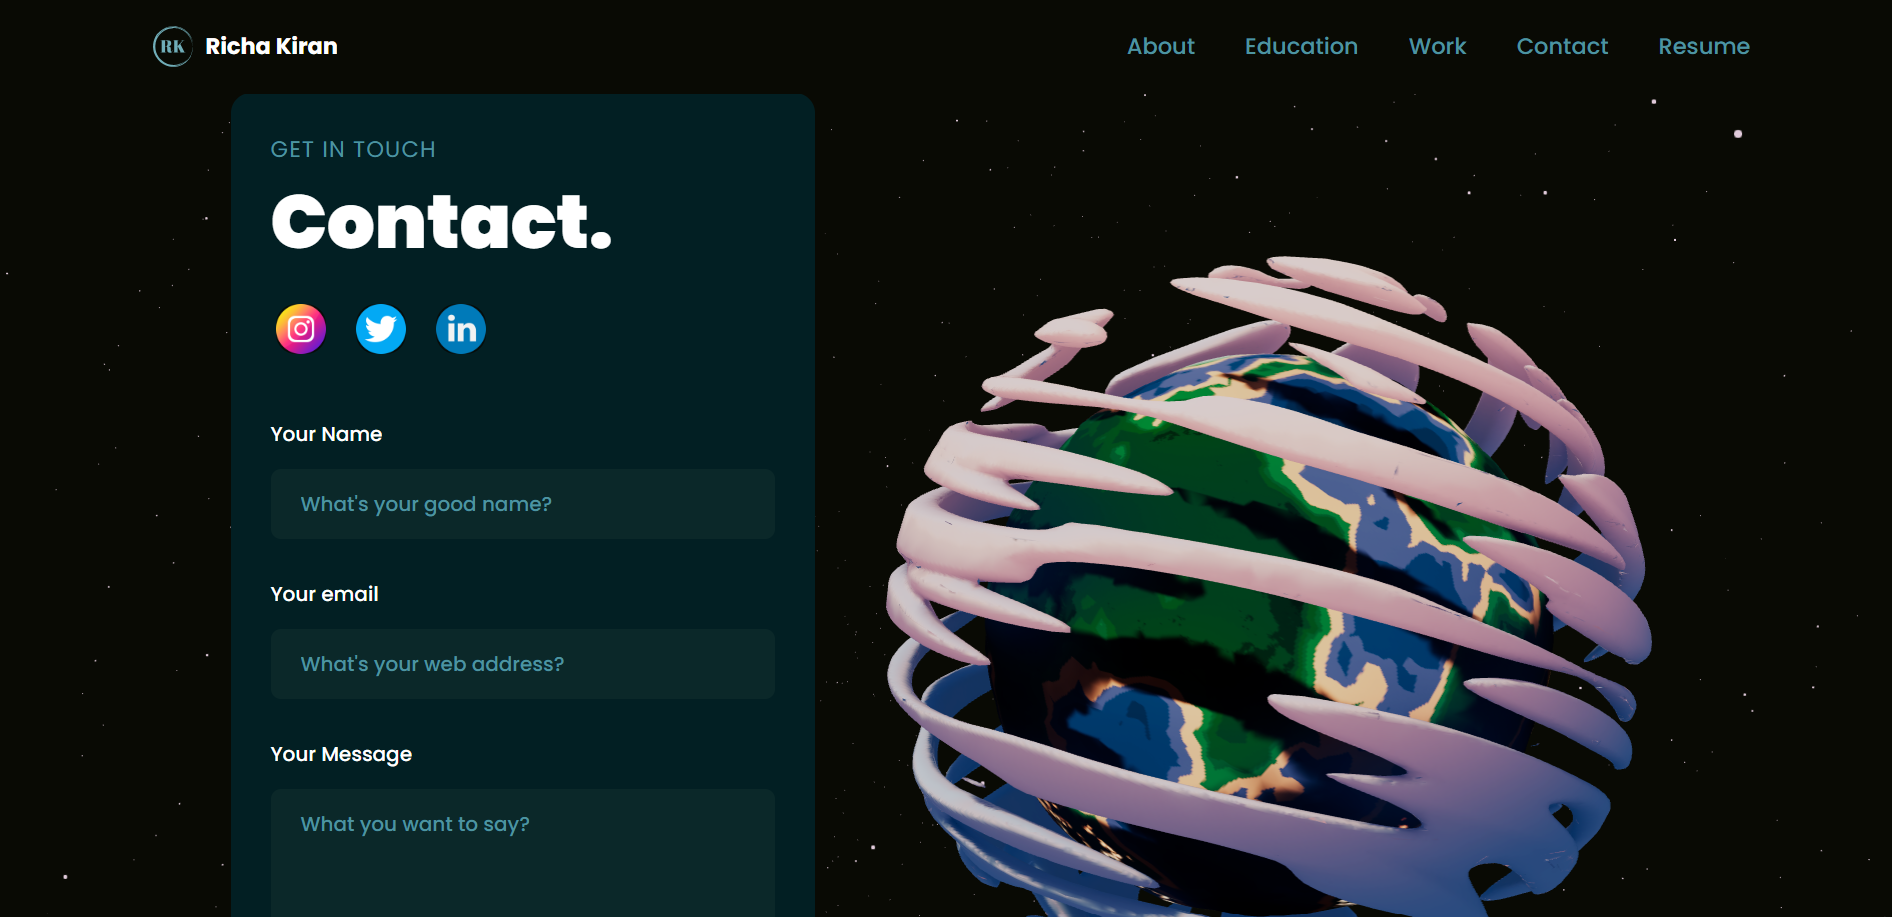 RK Richa Kiran
About Education Work Contact Resume
GET IN TOUCH
Contact.
in
Your Name
What's your good name?
Your email
What's your web address?
Your Message
What you want to say?